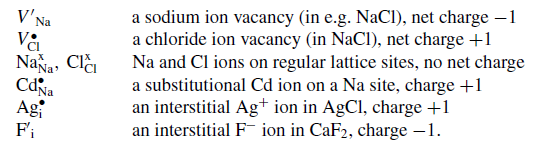 V′Na a sodium ion vacancy (in e.g. NaCl), net charge −1
V•Cl a chloride ion vacancy (in NaCl), net charge +1
NaˣNa, ClˣCl Na and Cl ions on regular lattice sites, no net charge
Cd•Na a substitutional Cd ion on a Na site, charge +1
Ag•i an interstitial Ag⁺ ion in AgCl, charge +1
F′i an interstitial F⁻ ion in CaF₂, charge −1.